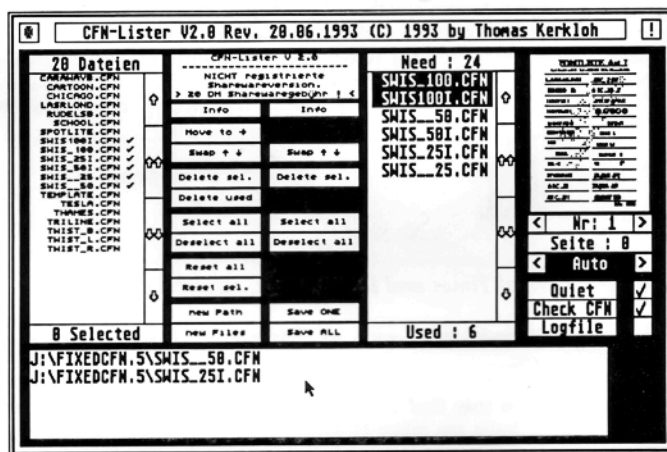 CFN-Lister V2.0 Rev. 20.06.1993 (C) 1993 by Thomas Kerkloh
20 Dateien
CARAWAVE.CFN
CARTOON.CFN
CHICAGO.CFN
LASRLOND.CFN
RUDELSB.CFN
SCHOOL.CFN
SPOTLITE.CFN
SWIS100I.CFN ✓
SWIS_100.CFN ✓
SWIS_25I.CFN ✓
SWIS_50I.CFN ✓
SWIS__25.CFN ✓
SWIS__50.CFN ✓
TEMPLATE.CFN
TESLA.CFN
THAMES.CFN
TRILINE.CFN
TWIST_B.CFN
TWIST_L.CFN
TWIST_R.CFN
0 Selected
CFN-Lister V 2.0
NICHT registrierte
Sharewareversion.
> 20 DM Sharewaregebühr ! <
Info Info
Move to →
Swap ↑ ↓ Swap ↑ ↓
Delete sel. Delete sel.
Delete used
Select all Select all
Deselect all Deselect all
Reset all
Reset sel.
new Path Save ONE
new Files Save ALL
Need : 24
SWIS_100.CFN
SWIS100I.CFN
SWIS__50.CFN
SWIS_50I.CFN
SWIS_25I.CFN
SWIS__25.CFN
Used : 6
< Nr: 1 >
Seite : 0
< Auto >
Quiet ✓
Check CFN ✓
Logfile
J:\FIXEDCFN.5\SWIS__50.CFN
J:\FIXEDCFN.5\SWIS_25I.CFN